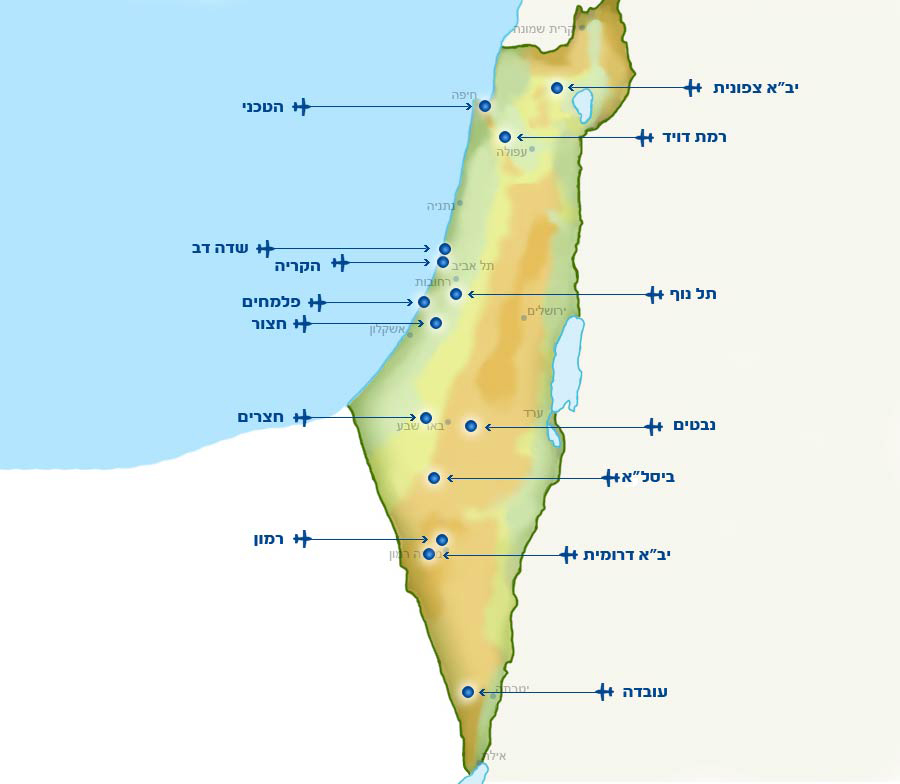 קרית שמונה
יב"א צפונית
חיפה
הטכני
רמת דויד
עפולה
נתניה
שדה דב
הקריה
תל אביב
רחובות
תל נוף
פלמחים
ירושלים
חצור
אשקלון
ערד
חצרים
באר שבע
נבטים
ביסל"א
רמון
יב"א דרומית
רמון
עובדה
יטבתה
אילת